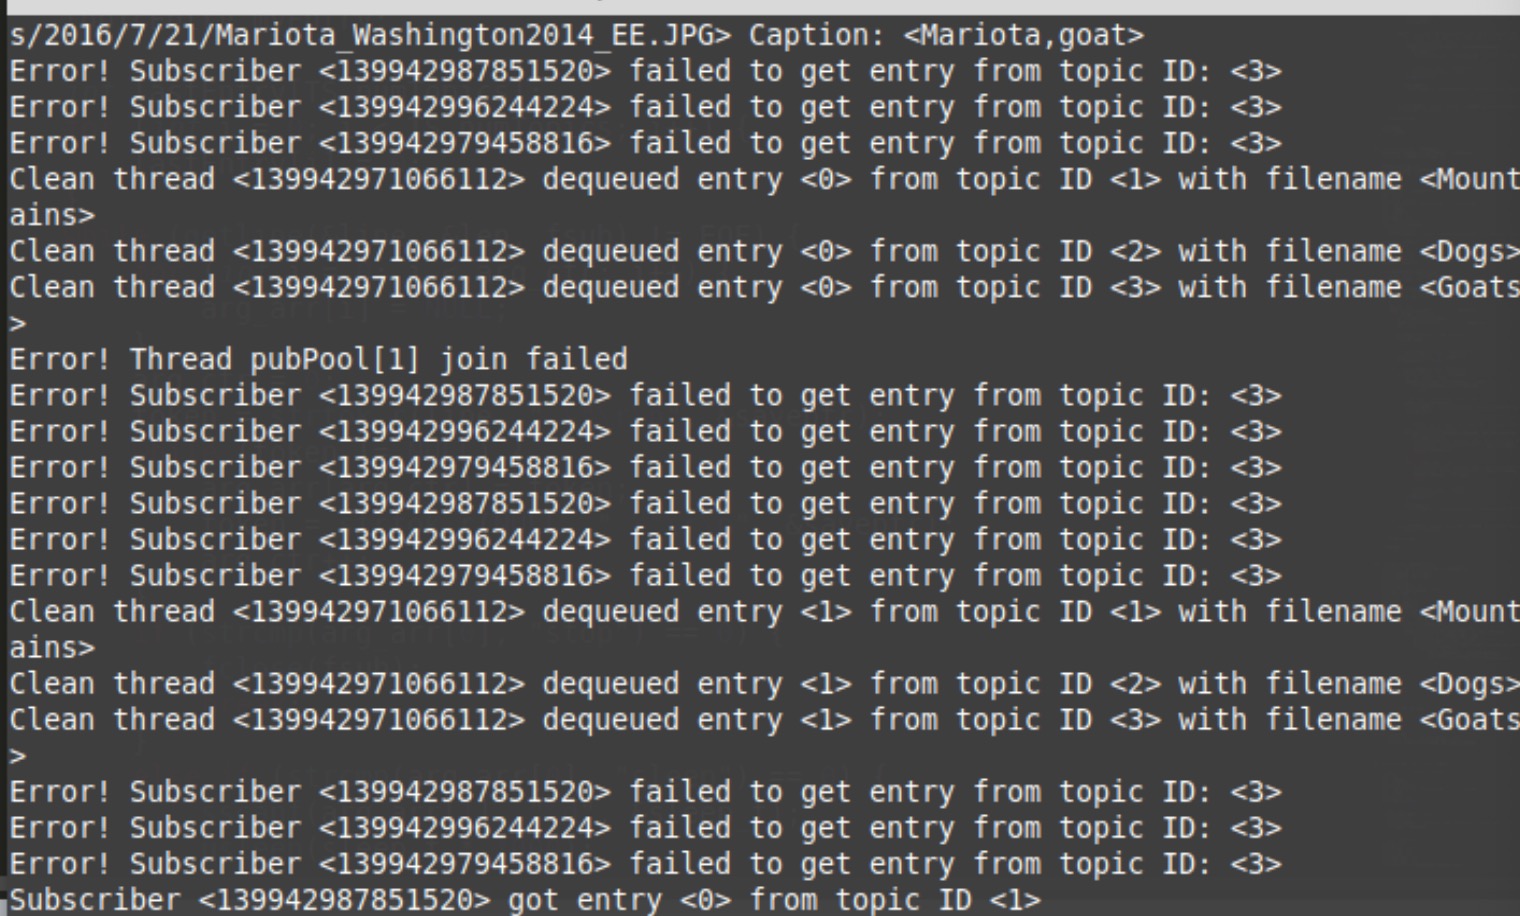 s/2016/7/21/Mariota_Washington2014_EE.JPG> Caption: <Mariota,goat>
Error! Subscriber <139942987851520> failed to get entry from topic ID: <3>
Error! Subscriber <139942996244224> failed to get entry from topic ID: <3>
Error! Subscriber <139942979458816> failed to get entry from topic ID: <3>
Clean thread <139942971066112> dequeued entry <0> from topic ID <1> with filename <Mount
ains>
Clean thread <139942971066112> dequeued entry <0> from topic ID <2> with filename <Dogs>
Clean thread <139942971066112> dequeued entry <0> from topic ID <3> with filename <Goats
>
Error! Thread pubPool[1] join failed
Error! Subscriber <139942987851520> failed to get entry from topic ID: <3>
Error! Subscriber <139942996244224> failed to get entry from topic ID: <3>
Error! Subscriber <139942979458816> failed to get entry from topic ID: <3>
Error! Subscriber <139942987851520> failed to get entry from topic ID: <3>
Error! Subscriber <139942996244224> failed to get entry from topic ID: <3>
Error! Subscriber <139942979458816> failed to get entry from topic ID: <3>
Clean thread <139942971066112> dequeued entry <1> from topic ID <1> with filename <Mount
ains>
Clean thread <139942971066112> dequeued entry <1> from topic ID <2> with filename <Dogs>
Clean thread <139942971066112> dequeued entry <1> from topic ID <3> with filename <Goats
>
Error! Subscriber <139942987851520> failed to get entry from topic ID: <3>
Error! Subscriber <139942996244224> failed to get entry from topic ID: <3>
Error! Subscriber <139942979458816> failed to get entry from topic ID: <3>
Subscriber <139942987851520> got entry <0> from topic ID <1>